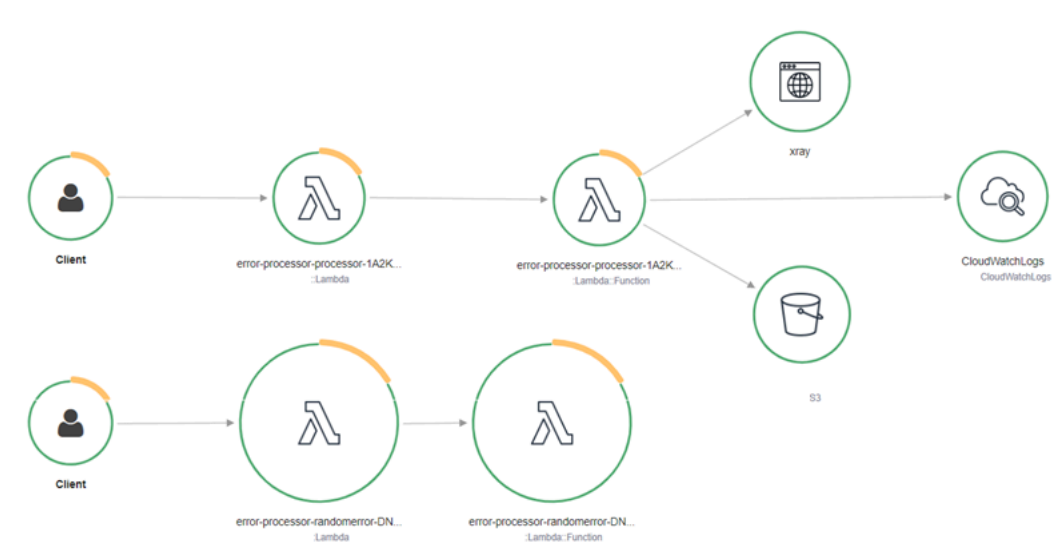 xray
Client
error-processor-processor-1A2K...
::Lambda
error-processor-processor-1A2K...
:Lambda::Function
CloudWatchLogs
CloudWatchLogs
S3
Client
error-processor-randomerror-DN...
:Lambda
error-processor-randomerror-DN...
:Lambda::Function